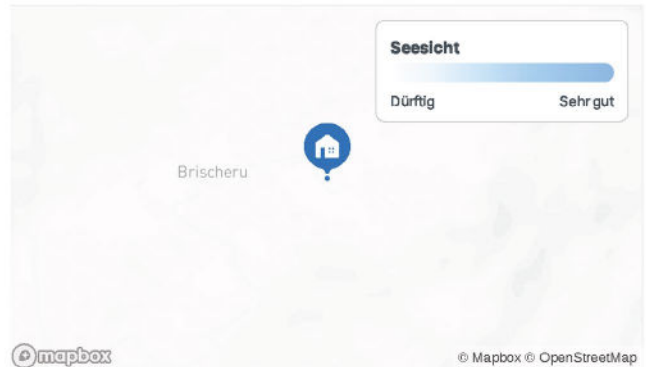 Seesicht
Dürftig Sehr gut
Brischeru
mapbox
© Mapbox © OpenStreetMap